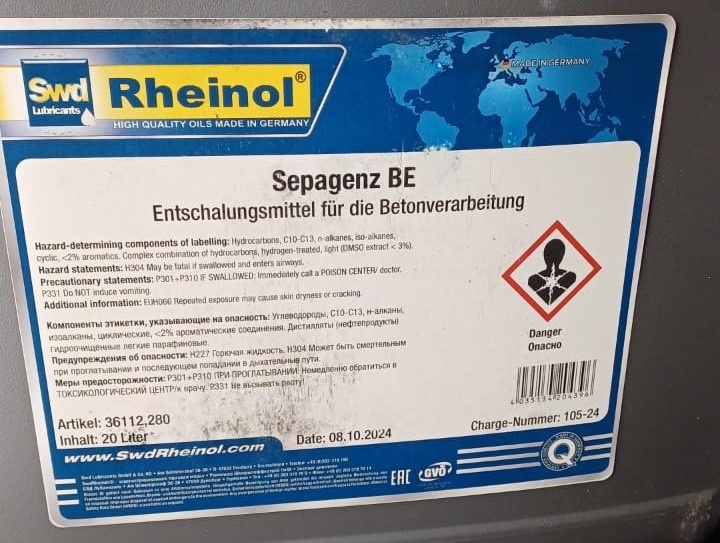 Swd
Lubricants
Rheinol®
HIGH QUALITY OILS MADE IN GERMANY
MADE IN GERMANY
Sepagenz BE
Entschalungsmittel für die Betonverarbeitung
Hazard-determining components of labelling: Hydrocarbons, C10-C13, n-alkanes, iso-alkanes,
cyclic, <2% aromatics. Complex combination of hydrocarbons, hydrogen-treated, light (DMSO extract < 3%).
Hazard statements: H304 May be fatal if swallowed and enters airways.
Precautionary statements: P301+P310 IF SWALLOWED: Immediately call a POISON CENTER/ doctor.
P331 Do NOT induce vomiting.
Additional information: EUH066 Repeated exposure may cause skin dryness or cracking.
Компоненты этикетки, указывающие на опасность: Углеводороды, C10-C13, н-алканы,
изоалканы, циклические, <2% ароматические соединения. Дистилляты (нефтепродукты)
гидроочищенные легкие парафиновые.
Предупреждения об опасности: H227 Горючая жидкость. H304 Может быть смертельным
при проглатывании и последующем попадании в дыхательные пути.
Меры предосторожности: P301+P310 ПРИ ПРОГЛАТЫВАНИИ: Немедленно обратиться в
ТОКСИКОЛОГИЧЕСКИЙ ЦЕНТР/к врачу. P331 Не вызывать рвоту!
Danger
Опасно
4035134204396
Artikel: 36112,280
Inhalt: 20 Liter
Date: 08.10.2024
Charge-Nummer: 105-24
www.SwdRheinol.com
EAC
GVÖ
Q